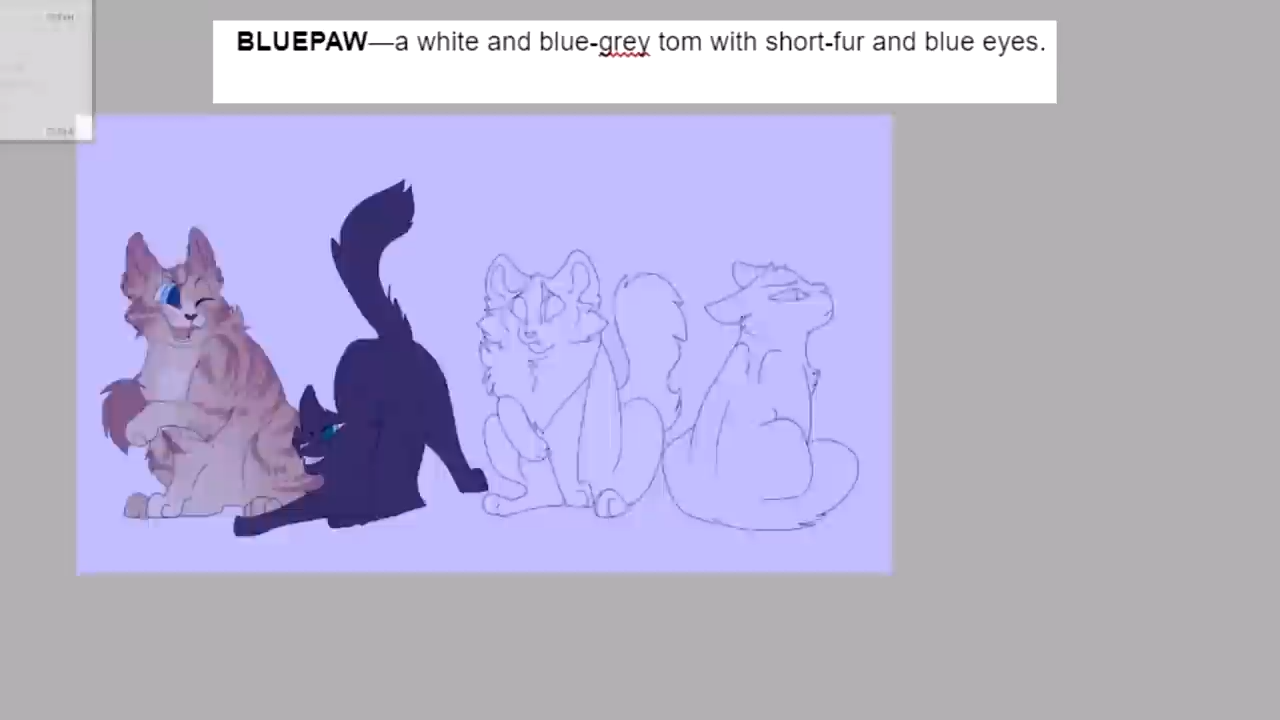 BLUEPAW—a white and blue-grey tom with short-fur and blue eyes.